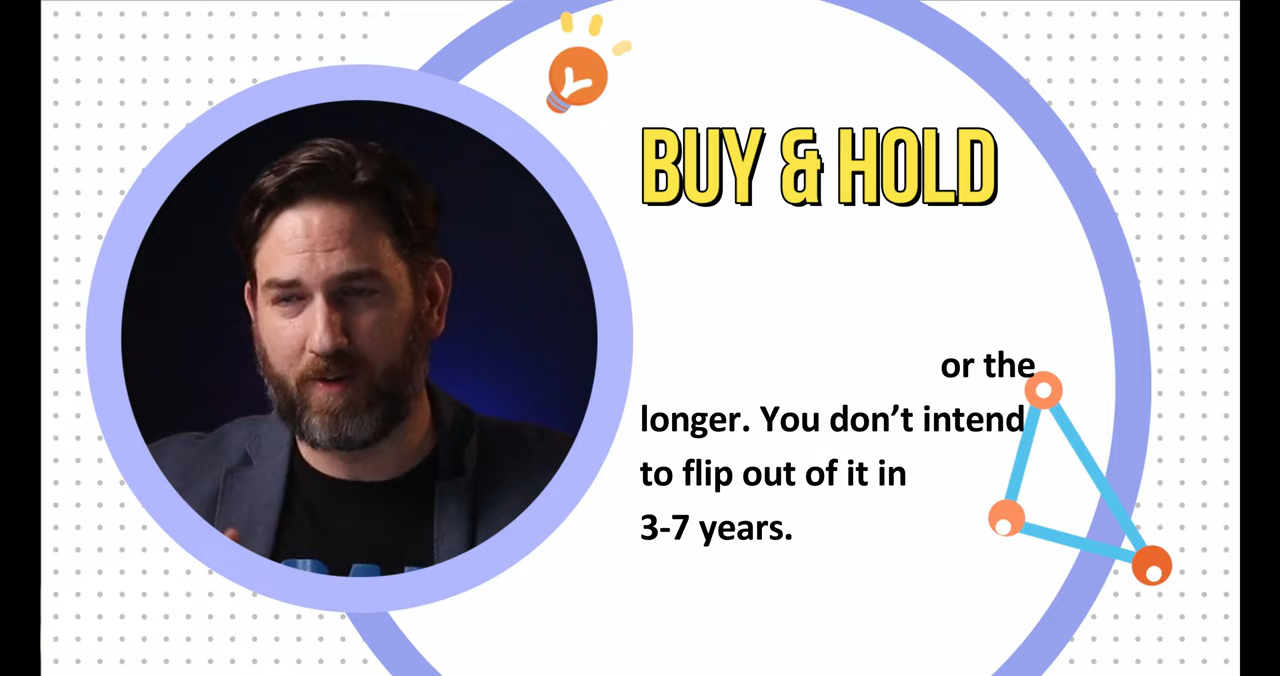 BUY & HOLD
or the
longer. You don’t intend
to flip out of it in
3-7 years.